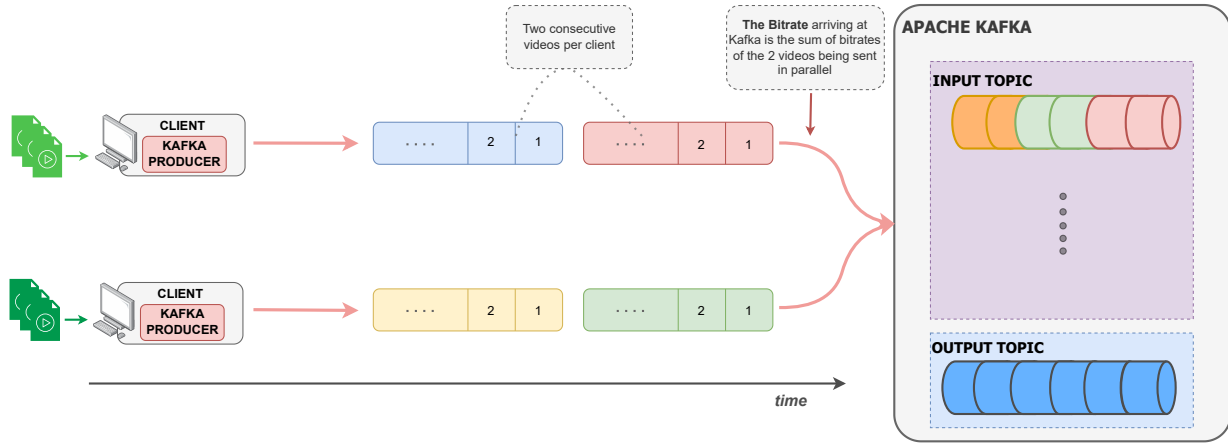 Two consecutive
videos per client
The Bitrate arriving at
Kafka is the sum of bitrates
of the 2 videos being sent
in parallel
APACHE KAFKA
INPUT TOPIC
CLIENT
KAFKA
PRODUCER
. . . .
2
1
. . . .
2
1
CLIENT
KAFKA
PRODUCER
. . . .
2
1
. . . .
2
1
OUTPUT TOPIC
time